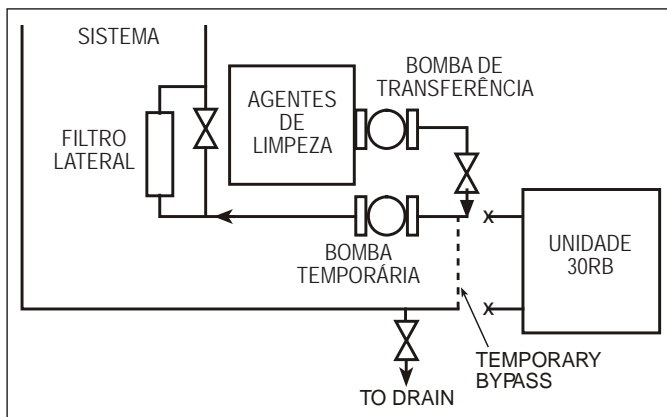 SISTEMA
BOMBA DE
TRANSFERÊNCIA
AGENTES
DE
LIMPEZA
FILTRO
LATERAL
BOMBA
TEMPORÁRIA
X
X
UNIDADE
30RB
TEMPORARY
BYPASS
TO DRAIN